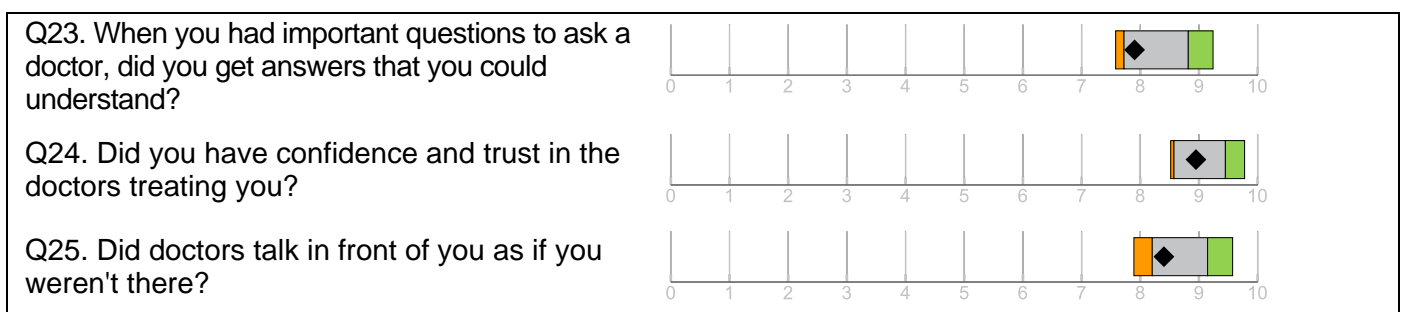 Q23. When you had important questions to ask a
doctor, did you get answers that you could
understand?
0 1 2 3 4 5 6 7 8 9 10
Q24. Did you have confidence and trust in the
doctors treating you?
0 1 2 3 4 5 6 7 8 9 10
Q25. Did doctors talk in front of you as if you
weren't there?
0 1 2 3 4 5 6 7 8 9 10